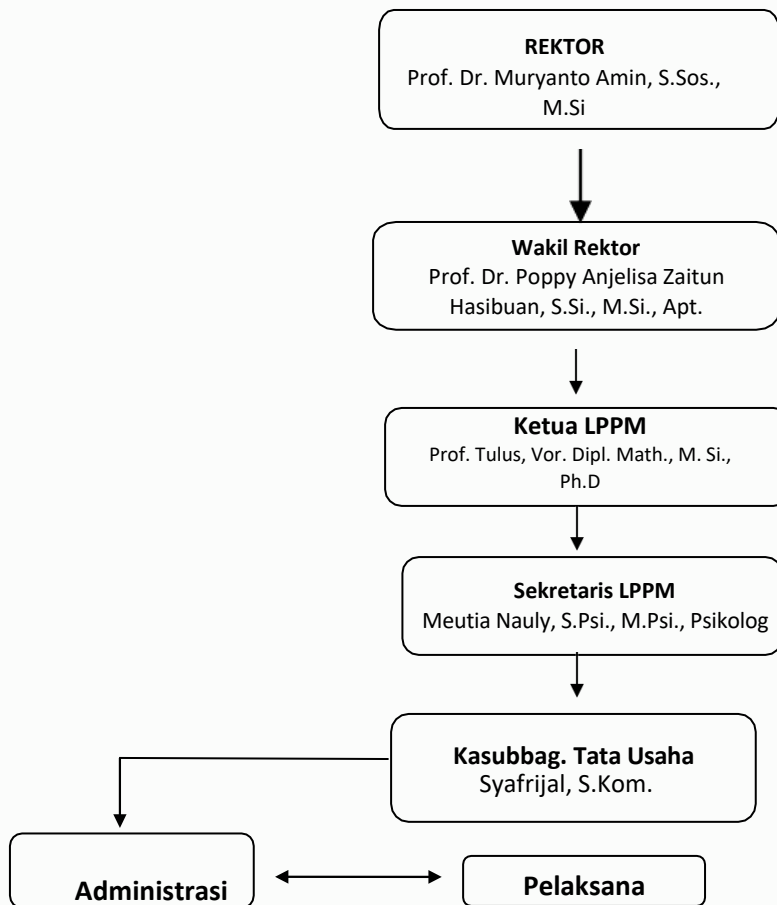 REKTOR
Prof. Dr. Muryanto Amin, S.Sos.,
M.Si
Wakil Rektor
Prof. Dr. Poppy Anjelisa Zaitun
Hasibuan, S.Si., M.Si., Apt.
Ketua LPPM
Prof. Tulus, Vor. Dipl. Math., M. Si.,
Ph.D
Sekretaris LPPM
Meutia Nauly, S.Psi., M.Psi., Psikolog
Kasubbag. Tata Usaha
Syafrijal, S.Kom.
Administrasi
Pelaksana